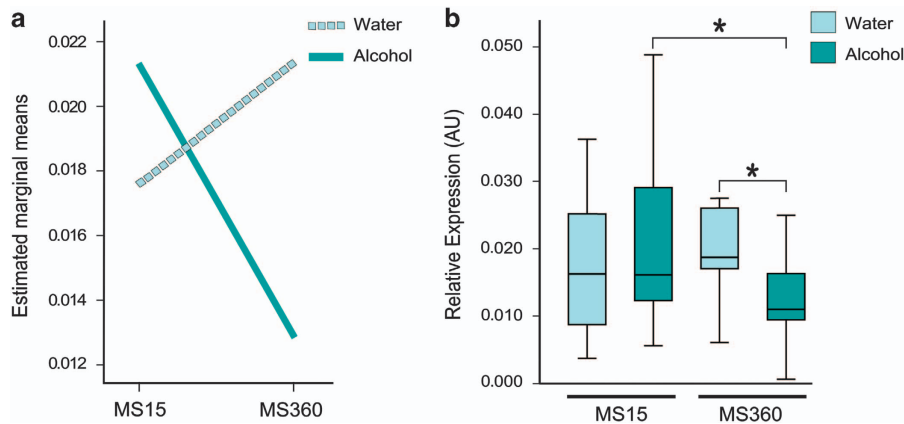 a
Water
Alcohol
Estimated marginal means
0.022
0.020
0.018
0.016
0.014
0.012
MS15 MS360
b
Water
Alcohol
Relative Expression (AU)
0.050
0.040
0.030
0.020
0.010
0.000
*
*
MS15 MS360